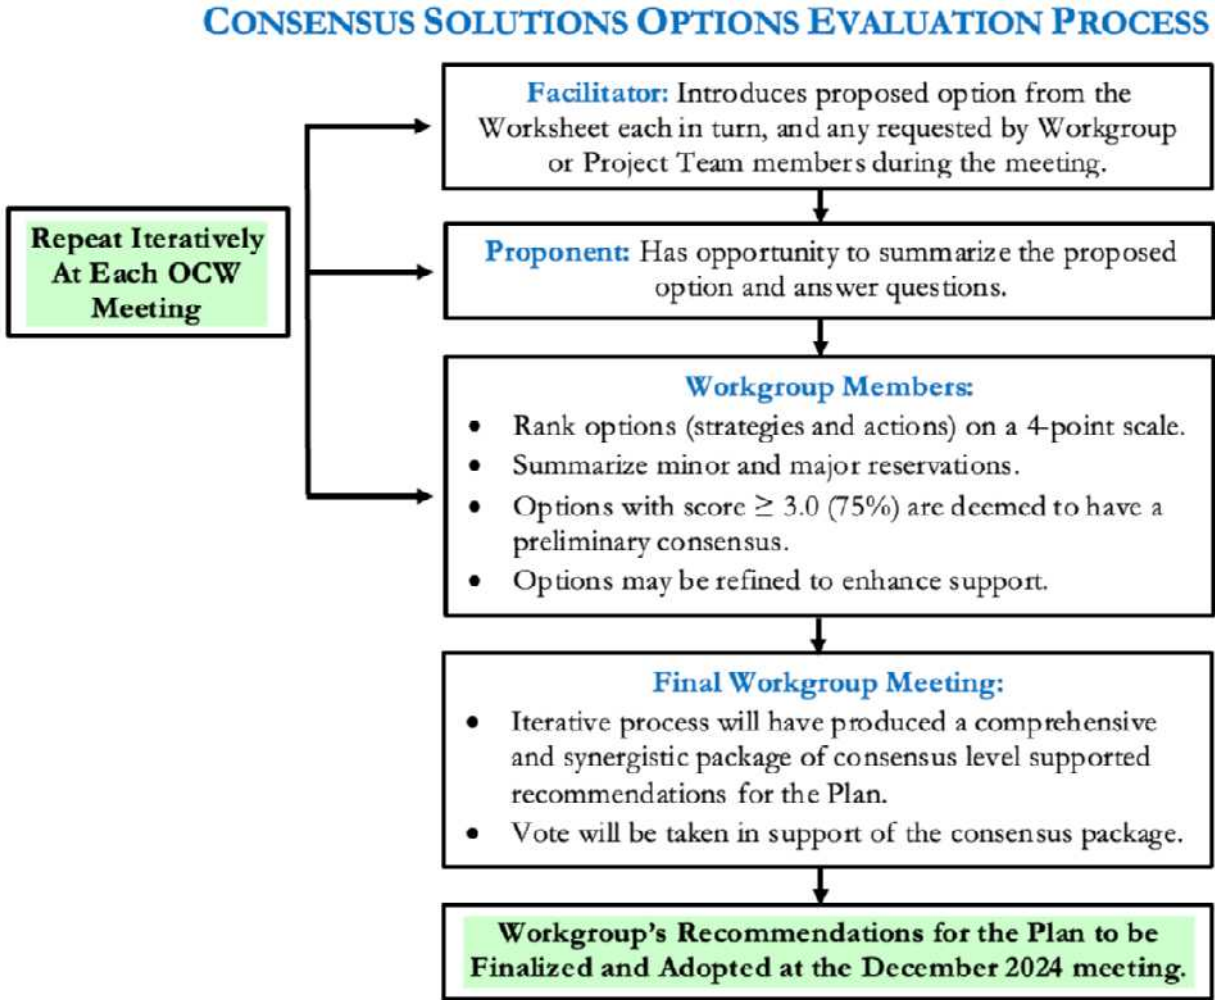 CONSENSUS SOLUTIONS OPTIONS EVALUATION PROCESS
Facilitator: Introduces proposed option from the
Worksheet each in turn, and any requested by Workgroup
or Project Team members during the meeting.
Repeat Iteratively
At Each OCW
Meeting
Proponent: Has opportunity to summarize the proposed
option and answer questions.
Workgroup Members:
• Rank options (strategies and actions) on a 4-point scale.
• Summarize minor and major reservations.
• Options with score ≥ 3.0 (75%) are deemed to have a
preliminary consensus.
• Options may be refined to enhance support.
Final Workgroup Meeting:
• Iterative process will have produced a comprehensive
and synergistic package of consensus level supported
recommendations for the Plan.
• Vote will be taken in support of the consensus package.
Workgroup's Recommendations for the Plan to be
Finalized and Adopted at the December 2024 meeting.